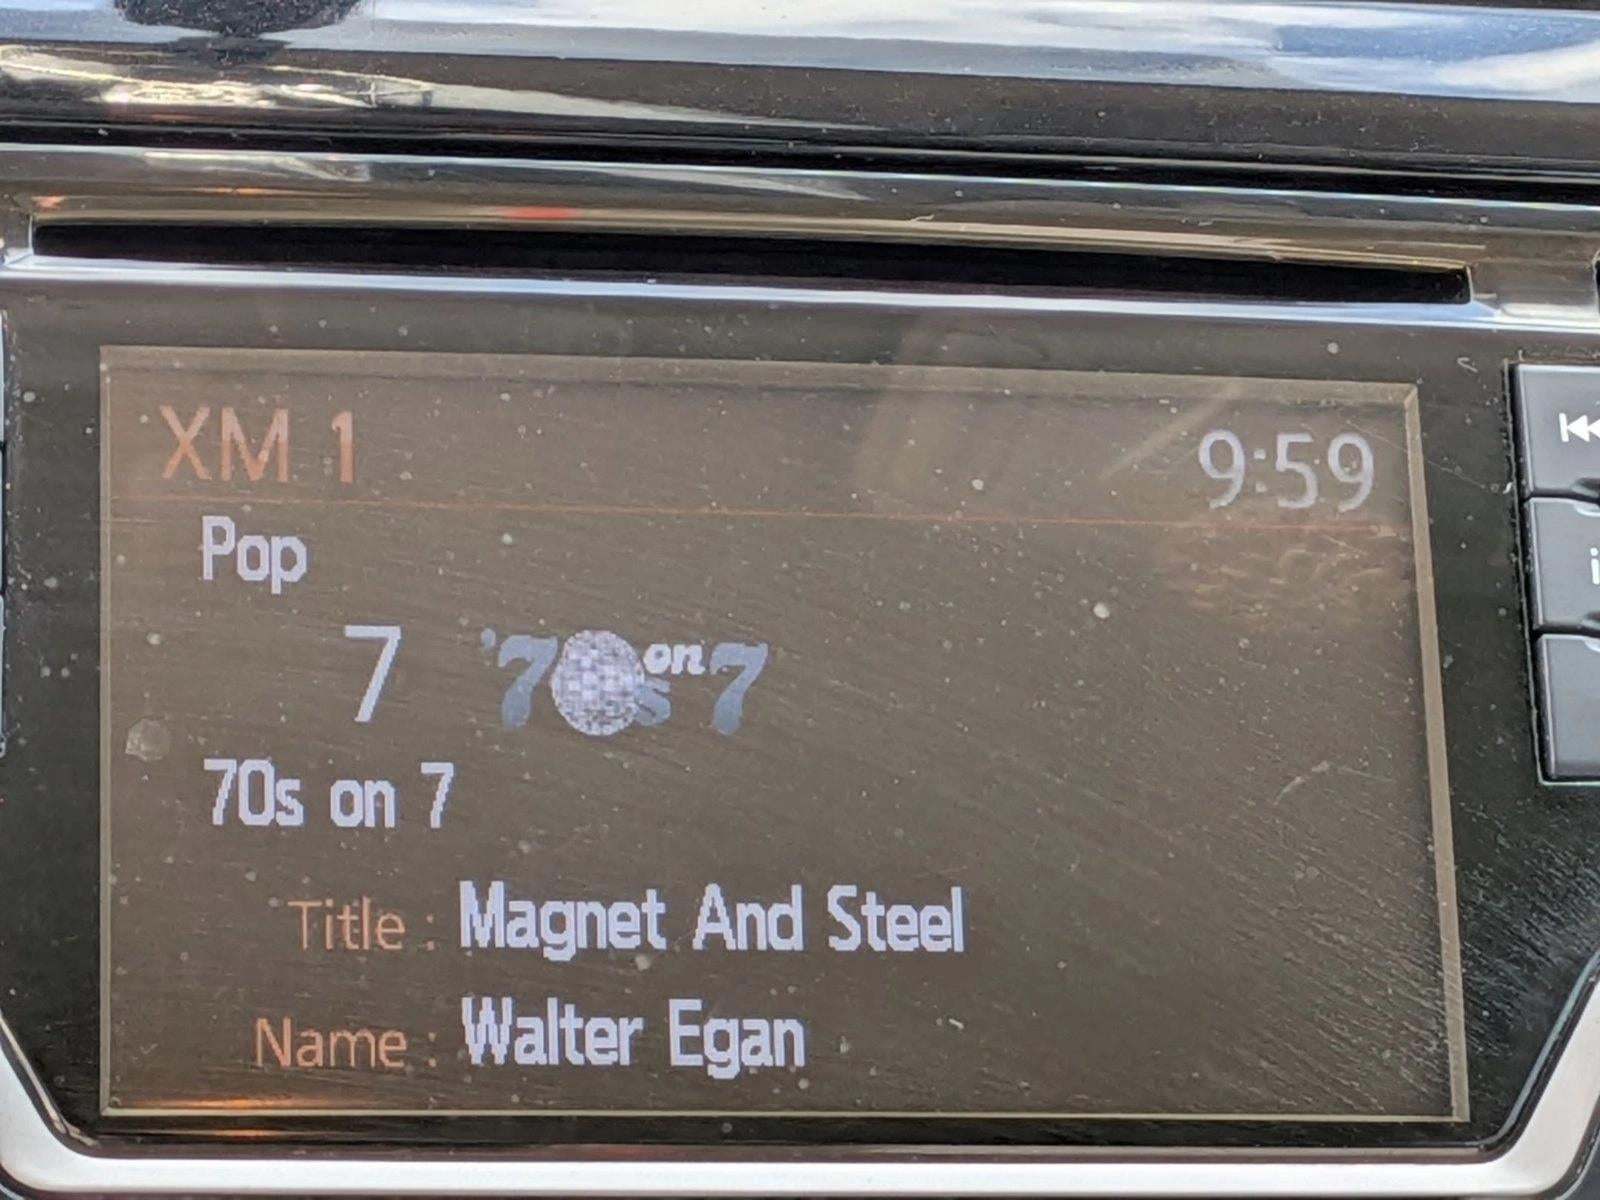 XM 1
9:59
Pop
7 '70s on 7
70s on 7
Title : Magnet And Steel
Name : Walter Egan
i